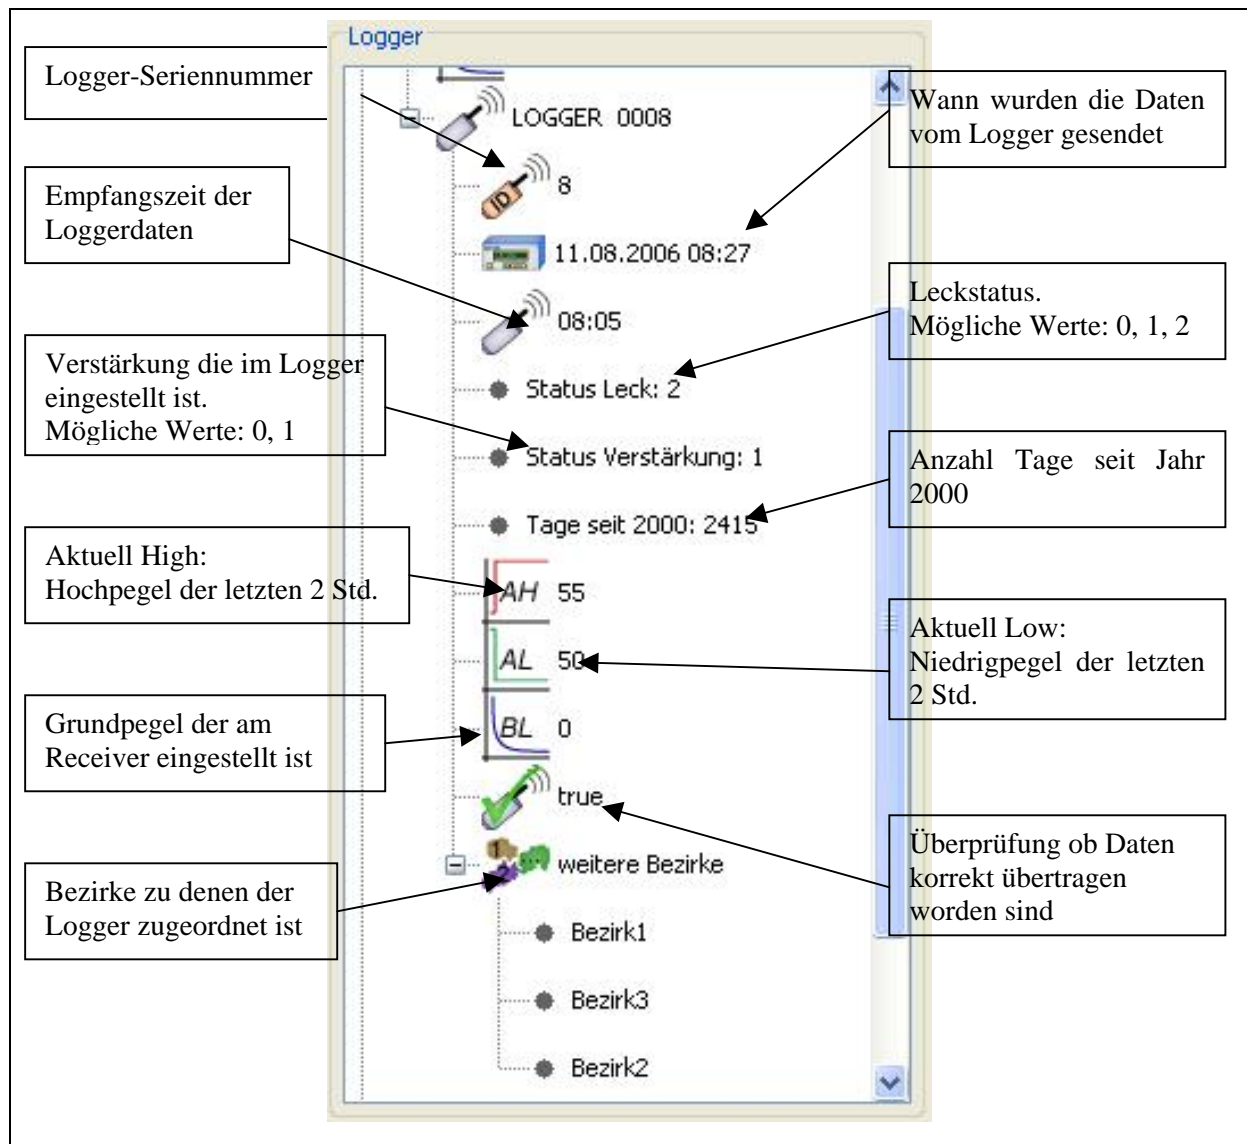 Logger
Logger-Seriennummer
Wann wurden die Daten
vom Logger gesendet
LOGGER 0008
ID
8
Empfangszeit der
Loggerdaten
11.08.2006 08:27
Leckstatus.
Mögliche Werte: 0, 1, 2
08:05
Verstärkung die im Logger
eingestellt ist.
Mögliche Werte: 0, 1
Status Leck: 2
Status Verstärkung: 1
Anzahl Tage seit Jahr
2000
Tage seit 2000: 2415
Aktuell High:
Hochpegel der letzten 2 Std.
AH 55
Aktuell Low:
Niedrigpegel der letzten
2 Std.
AL 50
Grundpegel der am
Receiver eingestellt ist
BL 0
true
Überprüfung ob Daten
korrekt übertragen
worden sind
1
2
weitere Bezirke
Bezirke zu denen der
Logger zugeordnet ist
Bezirk1
Bezirk3
Bezirk2